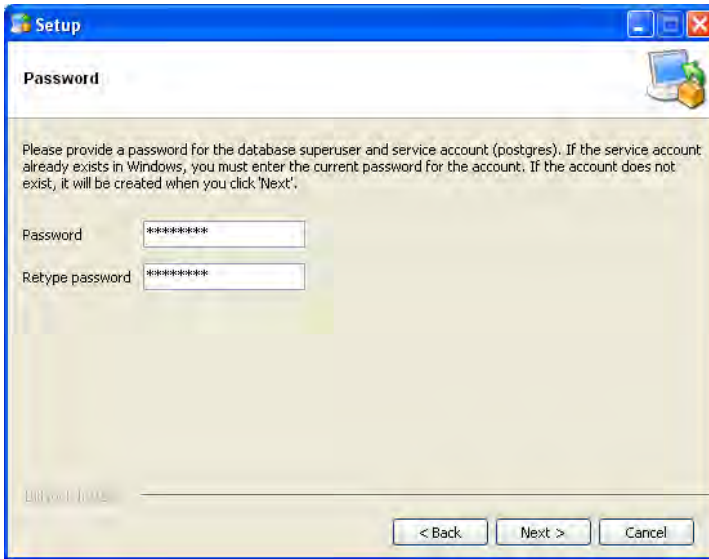 Setup
Password
Please provide a password for the database superuser and service account (postgres). If the service account
already exists in Windows, you must enter the current password for the account. If the account does not
exist, it will be created when you click 'Next'.
Password ********
Retype password ********
< Back Next > Cancel